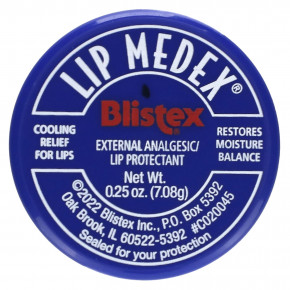 LIP MEDEX®
Blistex
COOLING
RELIEF
FOR LIPS
EXTERNAL ANALGESIC/
LIP PROTECTANT
RESTORES
MOISTURE
BALANCE
Net Wt.
0.25 oz. (7.08g)
©2022 Blistex Inc., P.O. Box 5392
Oak Brook, IL 60522-5392 #C020045
Sealed for your protection